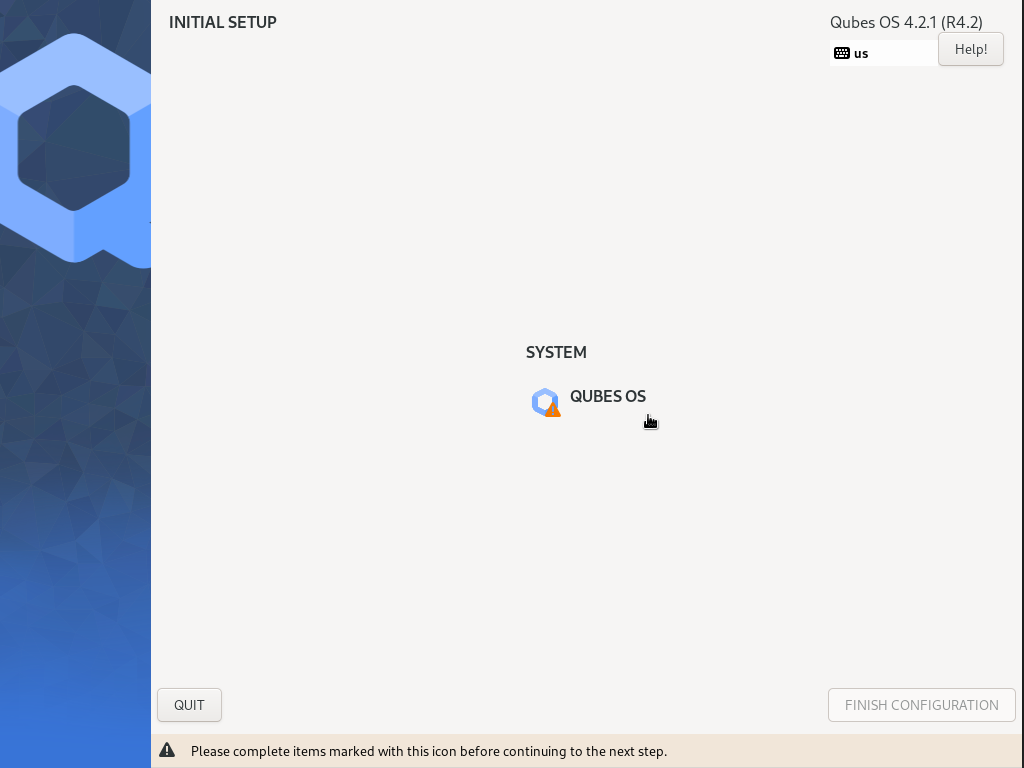 INITIAL SETUP
Qubes OS 4.2.1 (R4.2)
us
Help!
SYSTEM
QUBES OS
QUIT
FINISH CONFIGURATION
Please complete items marked with this icon before continuing to the next step.